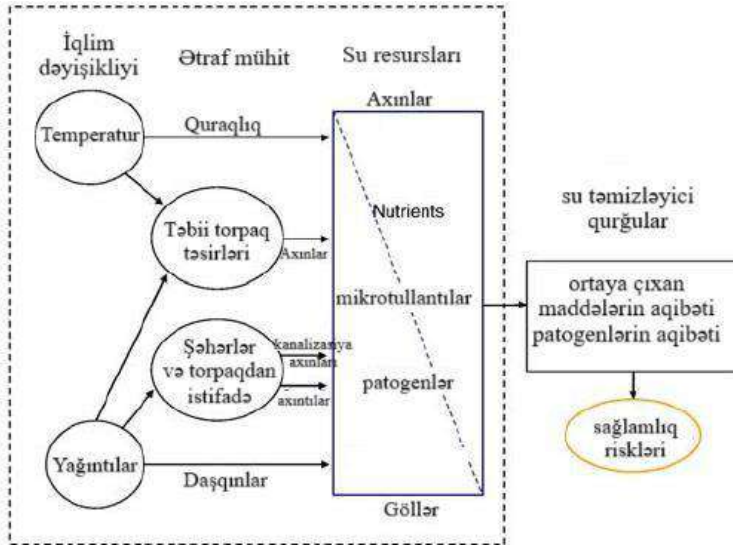 İqlim
dəyişikliyi
Ətraf mühit
Su resursları
Axınlar
Temperatur
Quraqlıq
Nutrients
Təbii torpaq
təsirləri
Axınlar
mikrotullantılar
Şəhərlər
və torpaqdan
istifadə
kanalizanya
axınları
axıntılar
patogenlər
Yağıntılar
Daşqınlar
Göllər
su təmizləyici
qurğular
ortaya çıxan
maddələrin aqibəti
patogenlərin aqibəti
sağlamlıq
riskləri